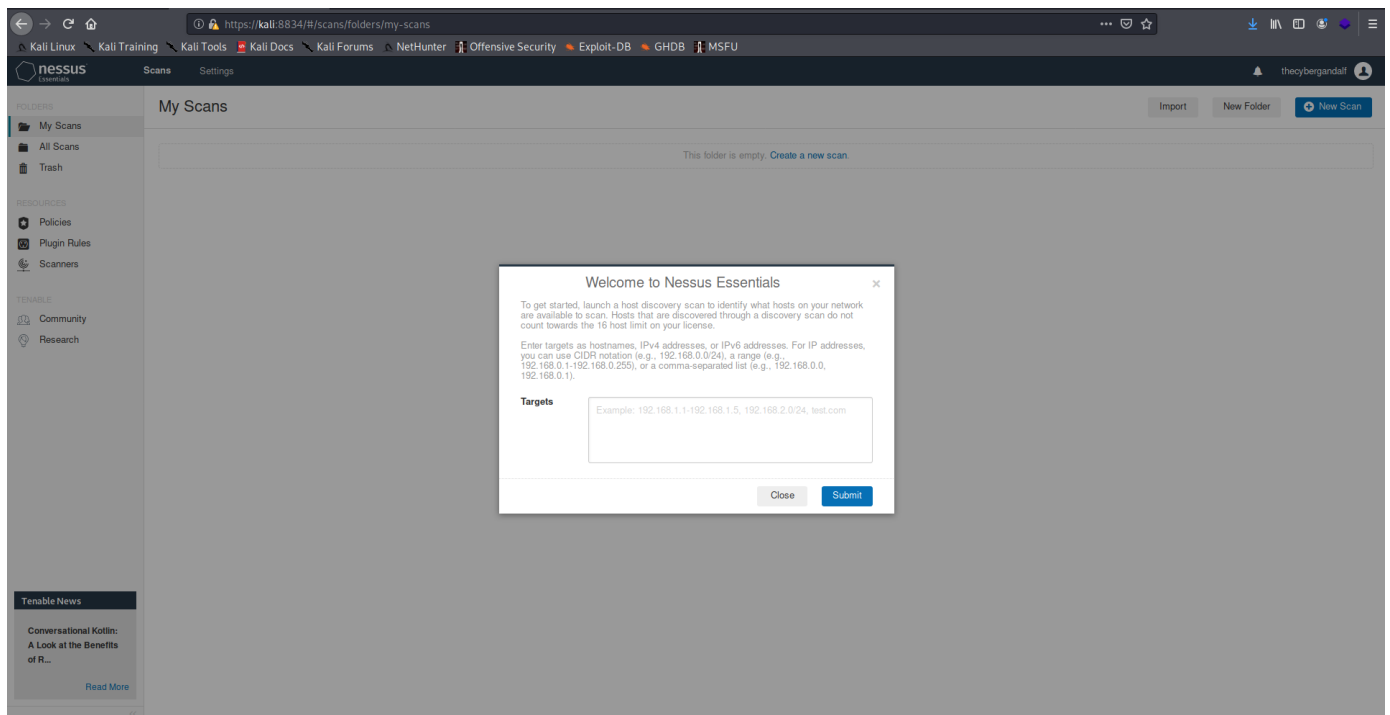 https://kali:8834/#/scans/folders/my-scans
Kali Linux Kali Training Kali Tools Kali Docs Kali Forums NetHunter Offensive Security Exploit-DB GHDB MSFU
nessus Essentials Scans Settings thecybergandalf
FOLDERS
My Scans
All Scans
Trash
RESOURCES
Policies
Plugin Rules
Scanners
TENABLE
Community
Research
My Scans Import New Folder New Scan
This folder is empty. Create a new scan.
Welcome to Nessus Essentials
To get started, launch a host discovery scan to identify what hosts on your network
are available to scan. Hosts that are discovered through a discovery scan do not
count towards the 16 host limit on your license.
Enter targets as hostnames, IPv4 addresses, or IPv6 addresses. For IP addresses,
you can use CIDR notation (e.g., 192.168.0.0/24), a range (e.g.,
192.168.0.1-192.168.0.255), or a comma-separated list (e.g., 192.168.0.0,
192.168.0.1).
Targets
Example: 192.168.1.1-192.168.1.5, 192.168.2.0/24, test.com
Close Submit
Tenable News
Conversational Kotlin:
A Look at the Benefits
of R...
Read More